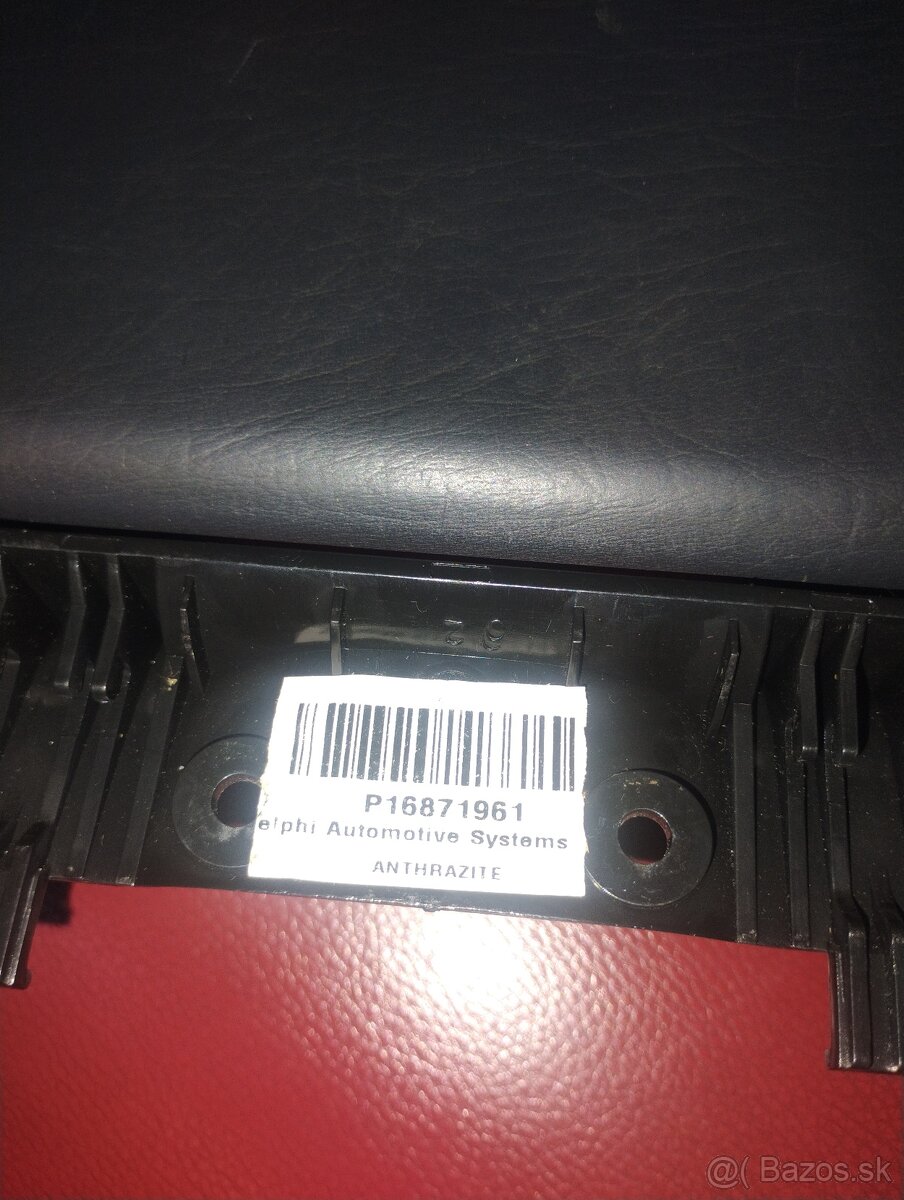 P16871961
elphi Automotive Systems
ANTHRAZITE
@( Bazos.sk